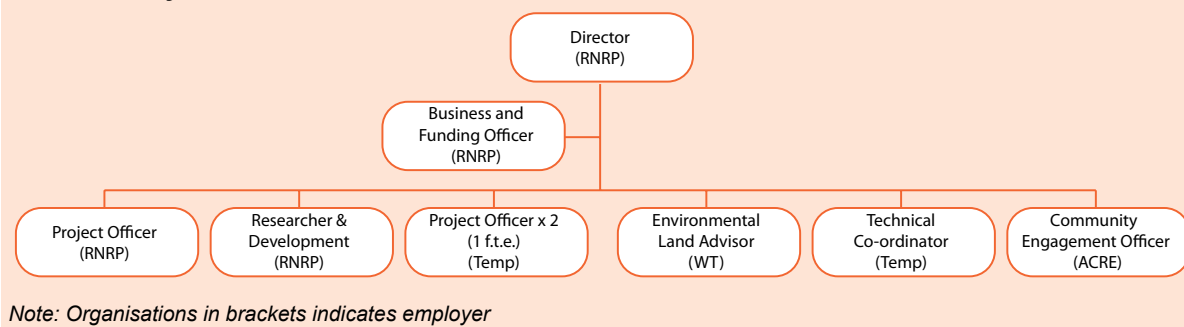 Director
(RNRP)
Business and
Funding Officer
(RNRP)
Project Officer
(RNRP)
Researcher &
Development
(RNRP)
Project Officer x 2
(1 f.t.e.)
(Temp)
Environmental
Land Advisor
(WT)
Technical
Co-ordinator
(Temp)
Community
Engagement Officer
(ACRE)
Note: Organisations in brackets indicates employer